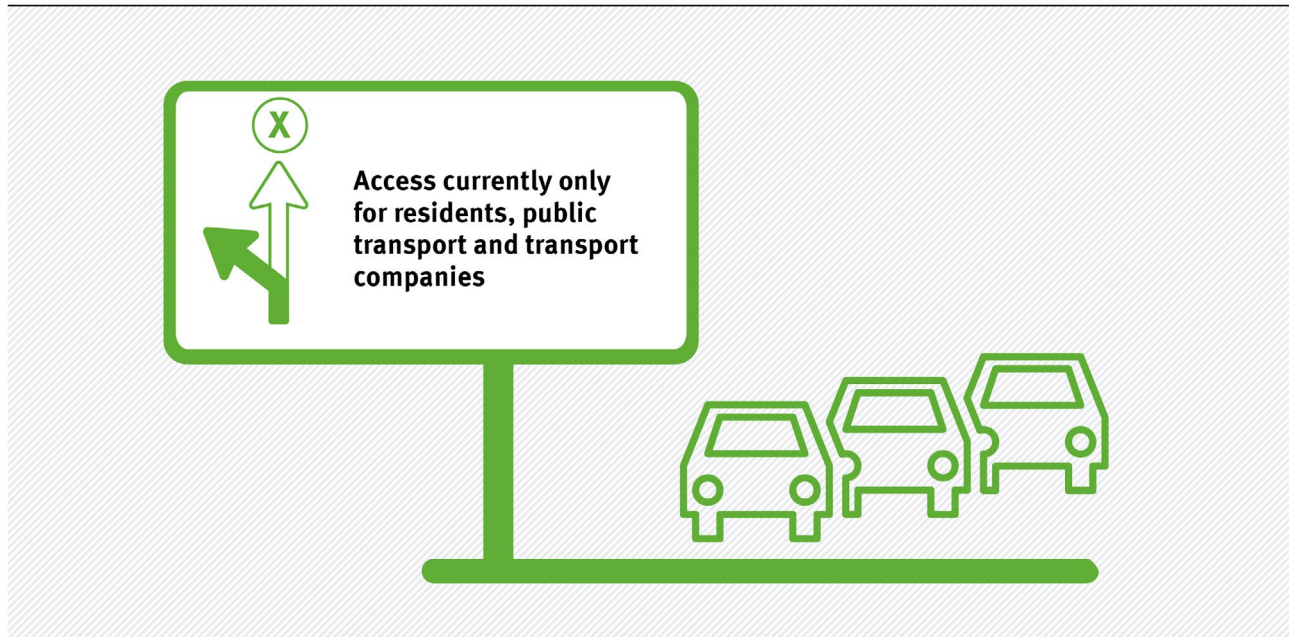 X
Access currently only
for residents, public
transport and transport
companies